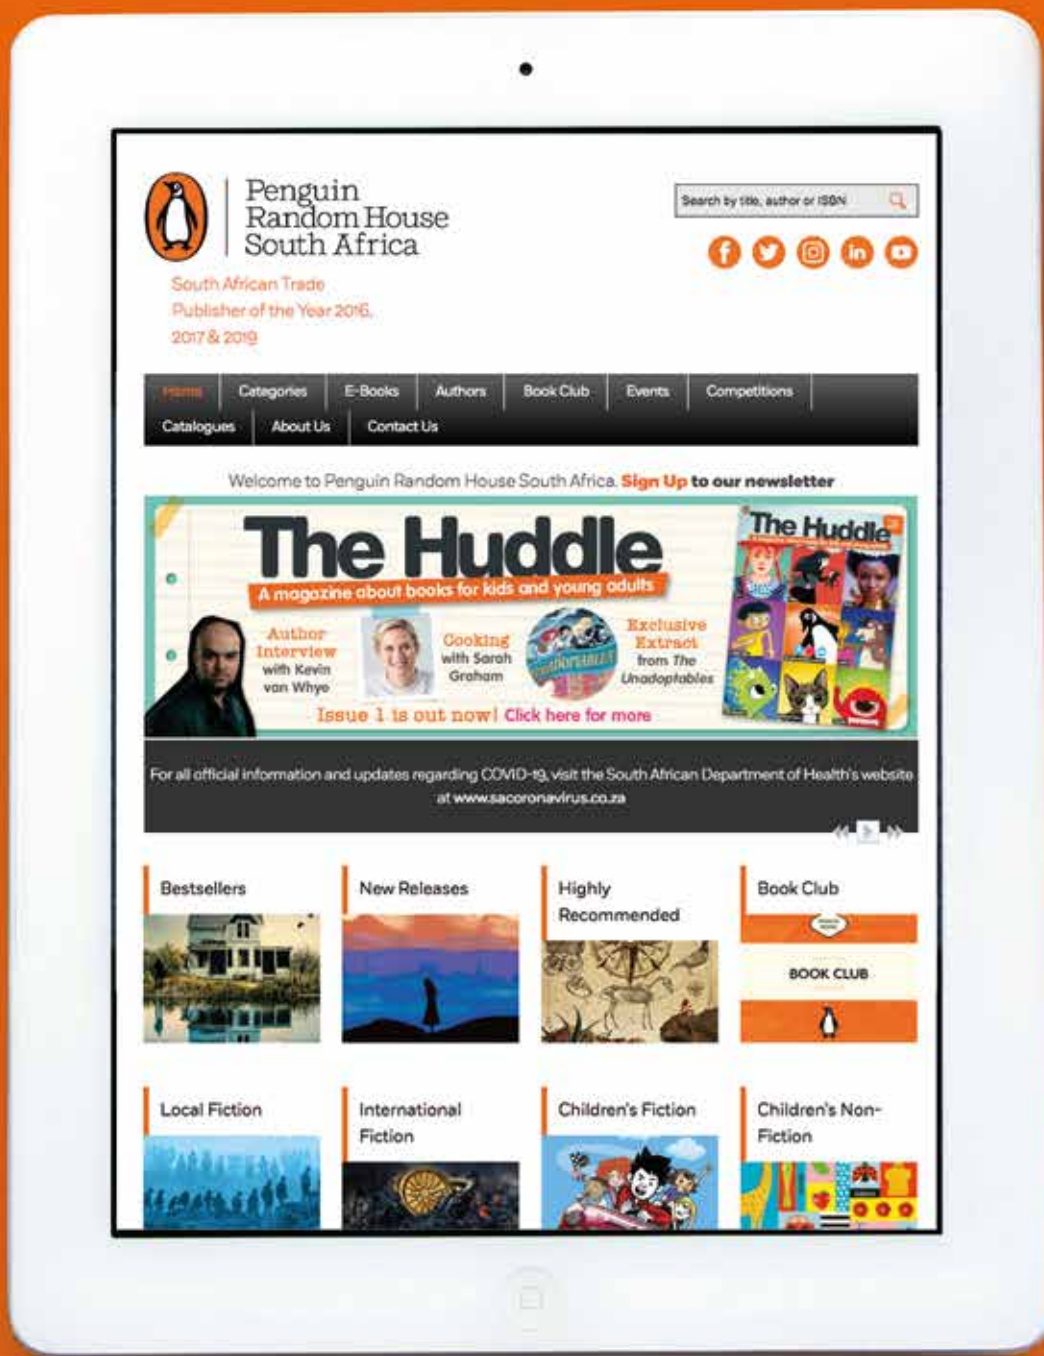 Penguin
Random House
South Africa
South African Trade
Publisher of the Year 2016,
2017 & 2019
Search by title, author or ISBN
Home
Categories
E-Books
Authors
Book Club
Events
Competitions
Catalogues
About Us
Contact Us
Welcome to Penguin Random House South Africa. Sign Up to our newsletter
The Huddle
A magazine about books for kids and young adults
Author
Interview
with Kevin
van Whye
Cooking
with Sarah
Graham
Exclusive
Extract
from The
Unadoptables
Issue 1 is out now! Click here for more
The Huddle
For all official information and updates regarding COVID-19, visit the South African Department of Health's website
at www.sacoronavirus.co.za
Bestsellers
New Releases
Highly
Recommended
Book Club
BOOK CLUB
Local Fiction
International
Fiction
Children's Fiction
Children's Non-
Fiction